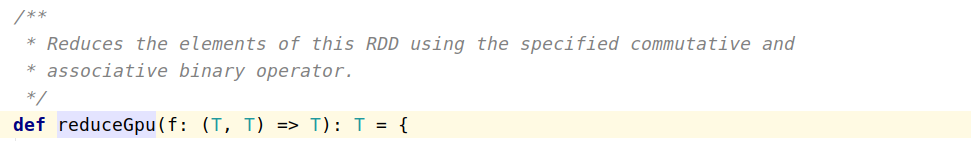 /**
* Reduces the elements of this RDD using the specified commutative and
* associative binary operator.
*/
def reduceGpu(f: (T, T) => T): T = {